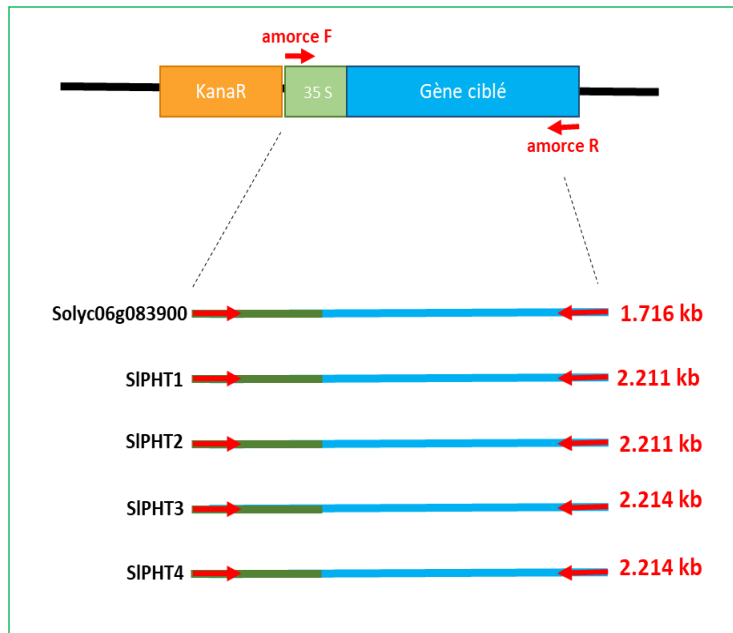 amorce F
KanaR
35 S
Gène ciblé
amorce R
Solyc06g083900
1.716 kb
SlPHT1
2.211 kb
SlPHT2
2.211 kb
SlPHT3
2.214 kb
SlPHT4
2.214 kb